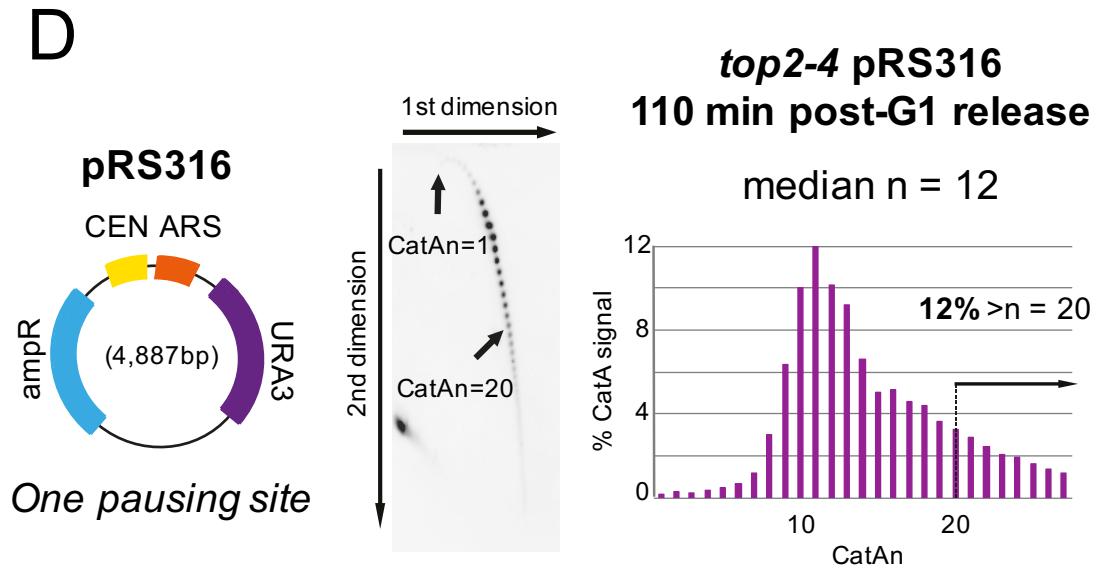 D
pRS316
CEN ARS
ampR
(4,887bp)
URA3
One pausing site
1st dimension
2nd dimension
CatAn=1
CatAn=20
top2-4 pRS316
110 min post-G1 release
median n = 12
% CatA signal
12
8
4
0
12% >n = 20
10 20
CatAn